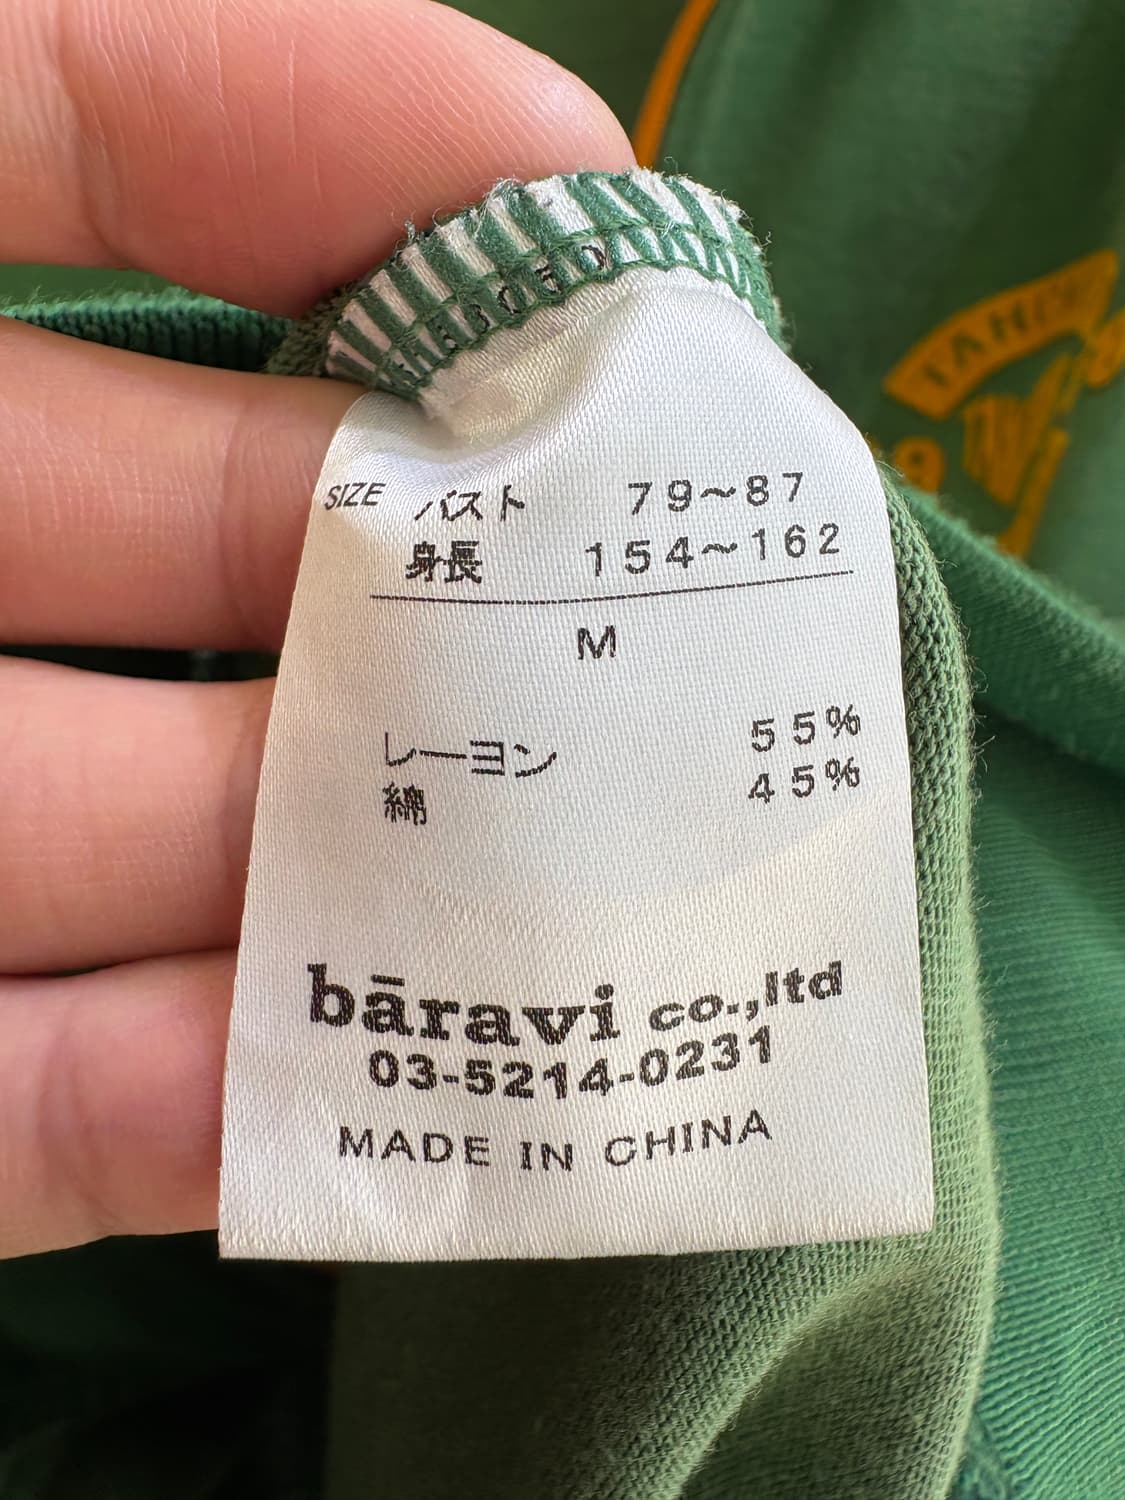 SIZE バスト 79～87
身長 154～162
M
レーヨン 55%
綿 45%
bāravi co.,ltd
03-5214-0231
MADE IN CHINA